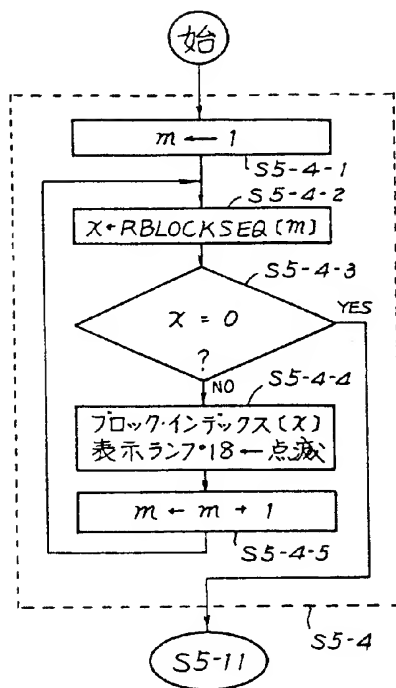 始
m ← 1
S5-4-1
S5-4-2
x←RBLOCKSEQ[m]
S5-4-3
x = 0
?
YES
NO
S5-4-4
ブロック・インデックス[x]
表示ランプ18←点滅
m ← m + 1
S5-4-5
S5-4
S5-11